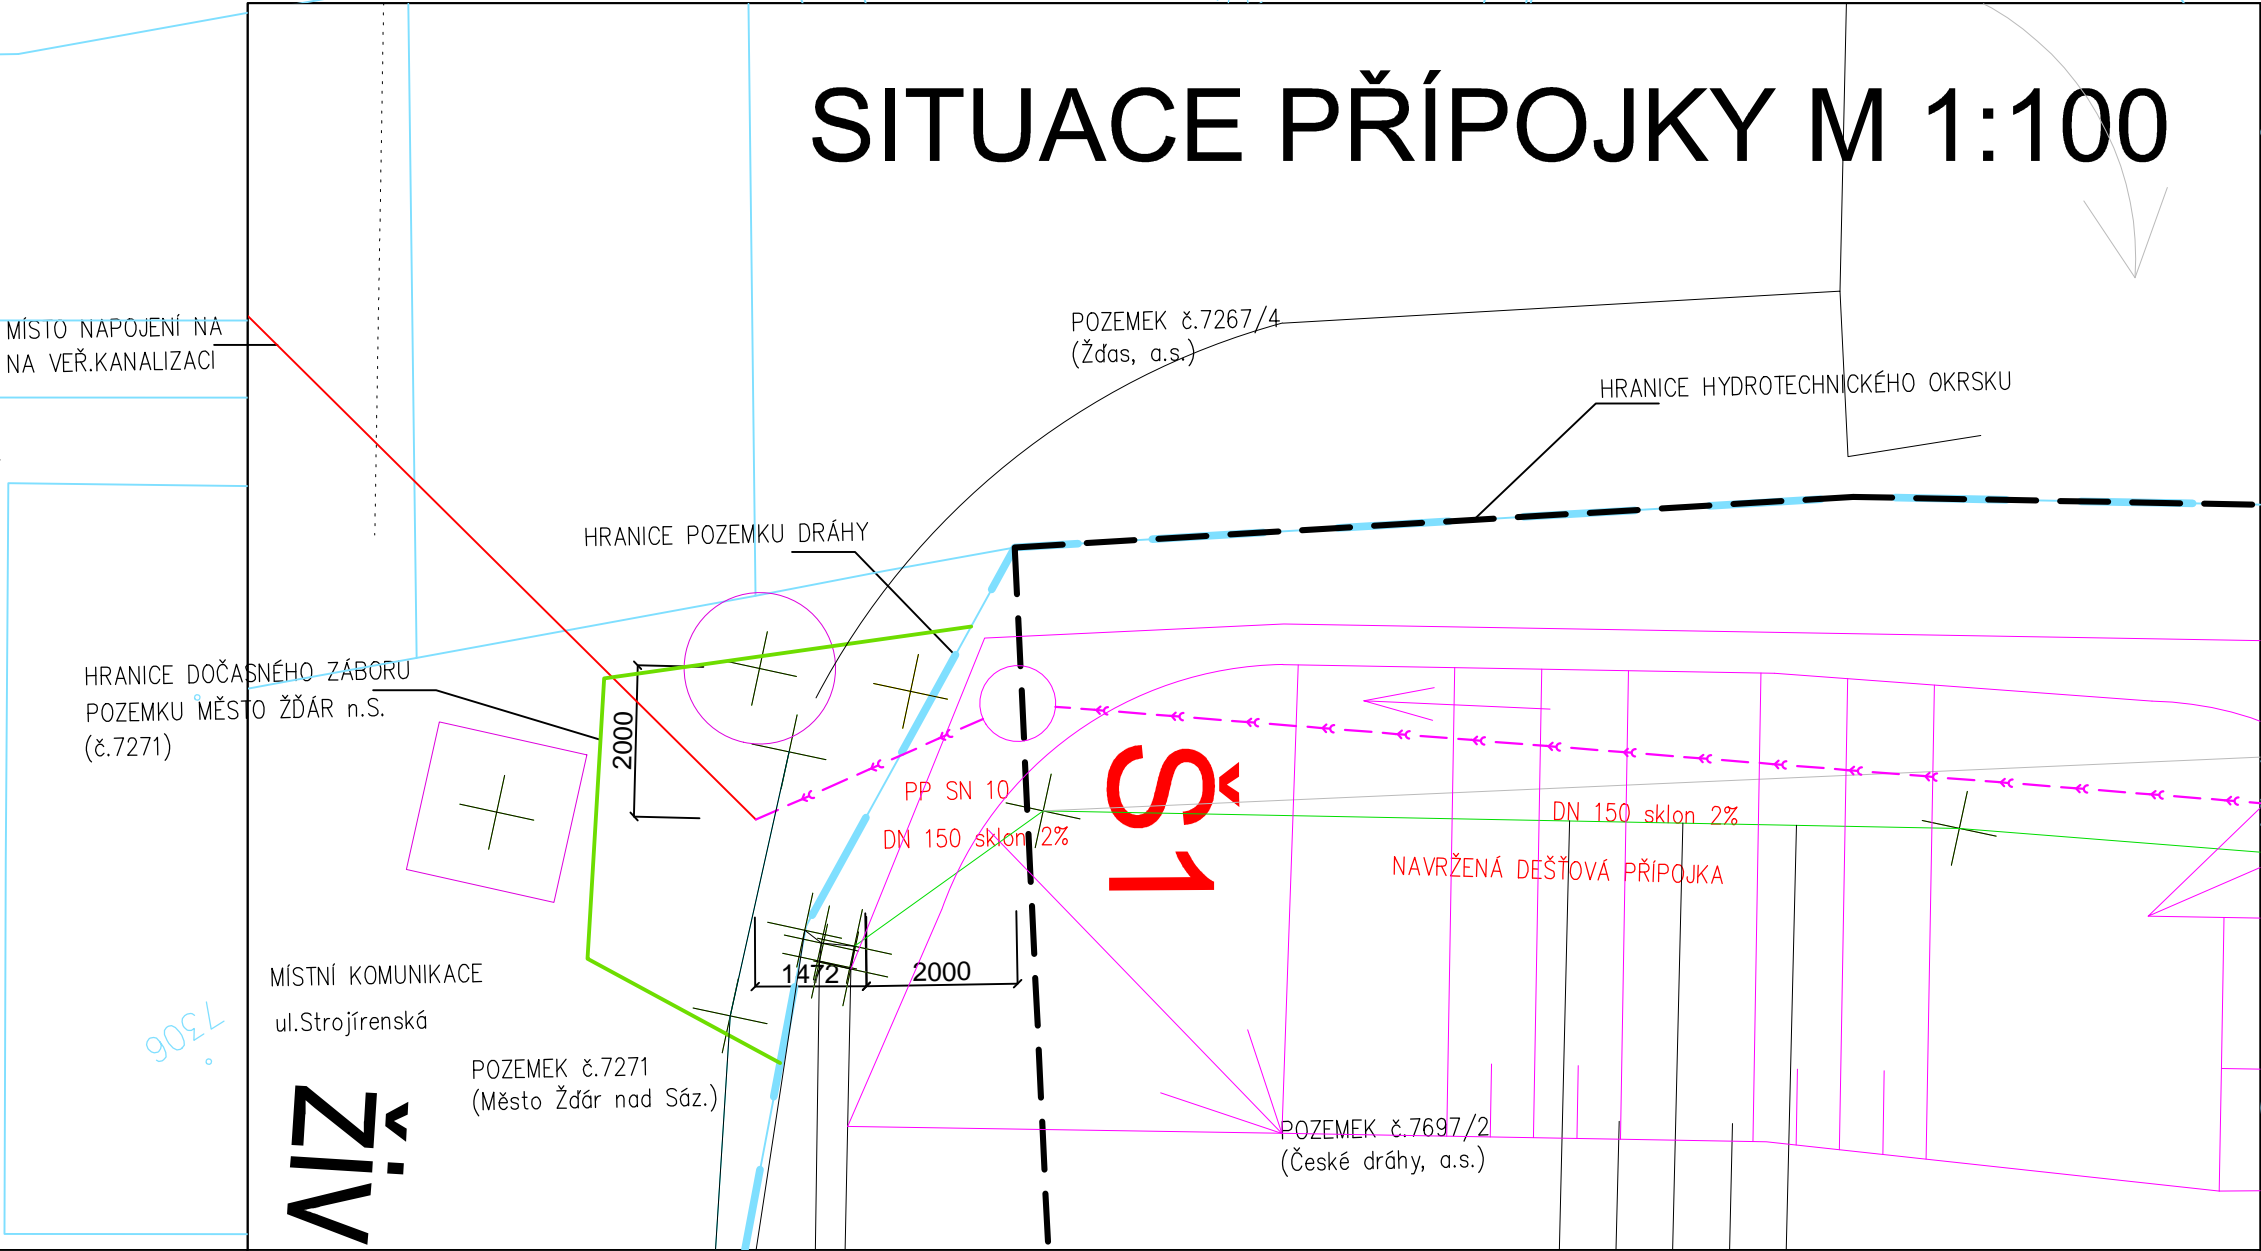 SITUACE PŘÍPOJKY M 1:100
MÍSTO NAPOJENÍ NA
NA VEŘ.KANALIZACI
POZEMEK č.7267/4
(Žďas, a.s.)
HRANICE HYDROTECHNICKÉHO OKRSKU
HRANICE POZEMKU DRÁHY
HRANICE DOČASNÉHO ZÁBORU
POZEMKU MĚSTO ŽĎÁR n.S.
(č.7271)
2000
PP SN 10
DN 150 sklon 2%
Š1
DN 150 sklon 2%
NAVRŽENÁ DEŠŤOVÁ PŘÍPOJKA
1472
2000
MÍSTNÍ KOMUNIKACE
ul.Strojírenská
7306
POZEMEK č.7271
(Město Žďár nad Sáz.)
POZEMEK č.7697/2
(České dráhy, a.s.)
Živ